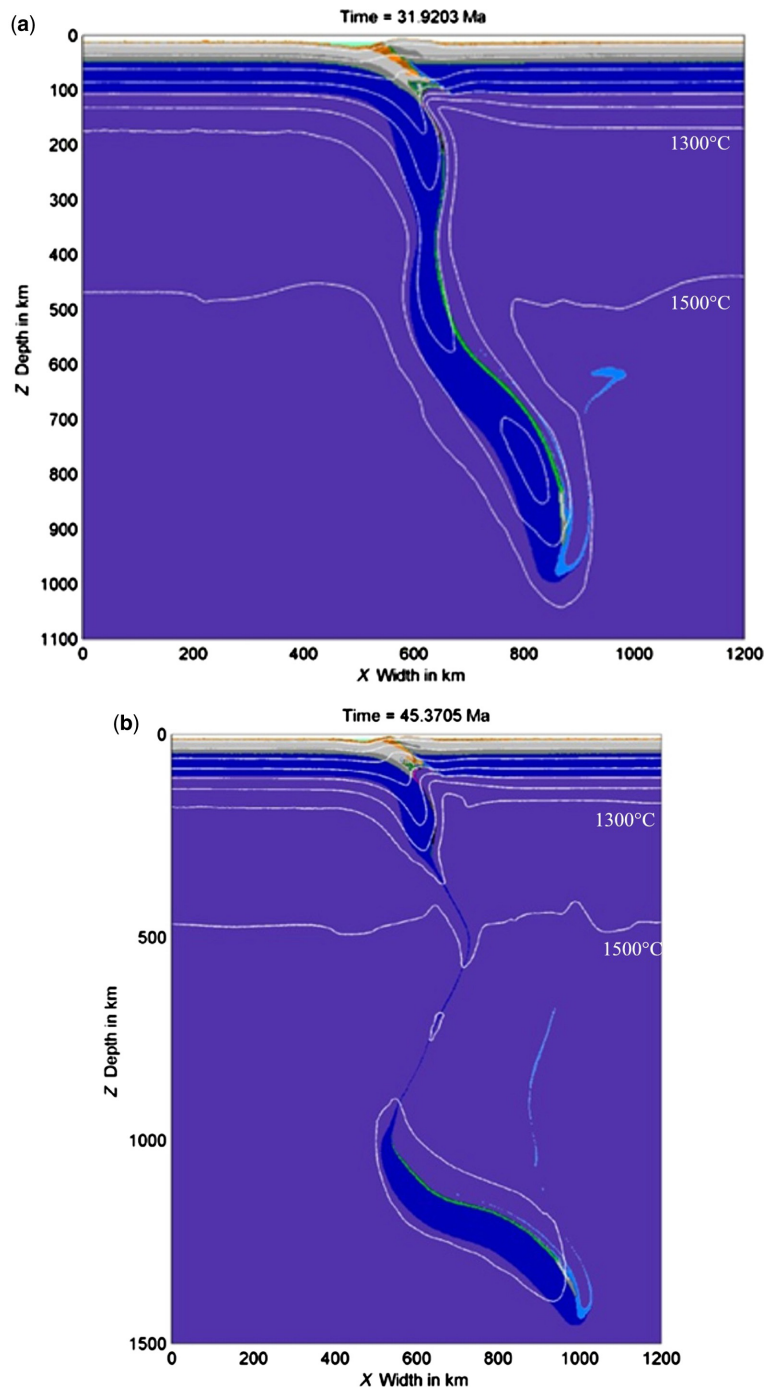 (a)
Time = 31.9203 Ma
0
100
200
300
400
500
600
700
800
900
1000
1100
Z Depth in km
1300°C
1500°C
0 200 400 600 800 1000 1200
X Width in km
(b)
Time = 45.3705 Ma
0
500
1000
1500
Z Depth in km
1300°C
1500°C
0 200 400 600 800 1000 1200
X Width in km